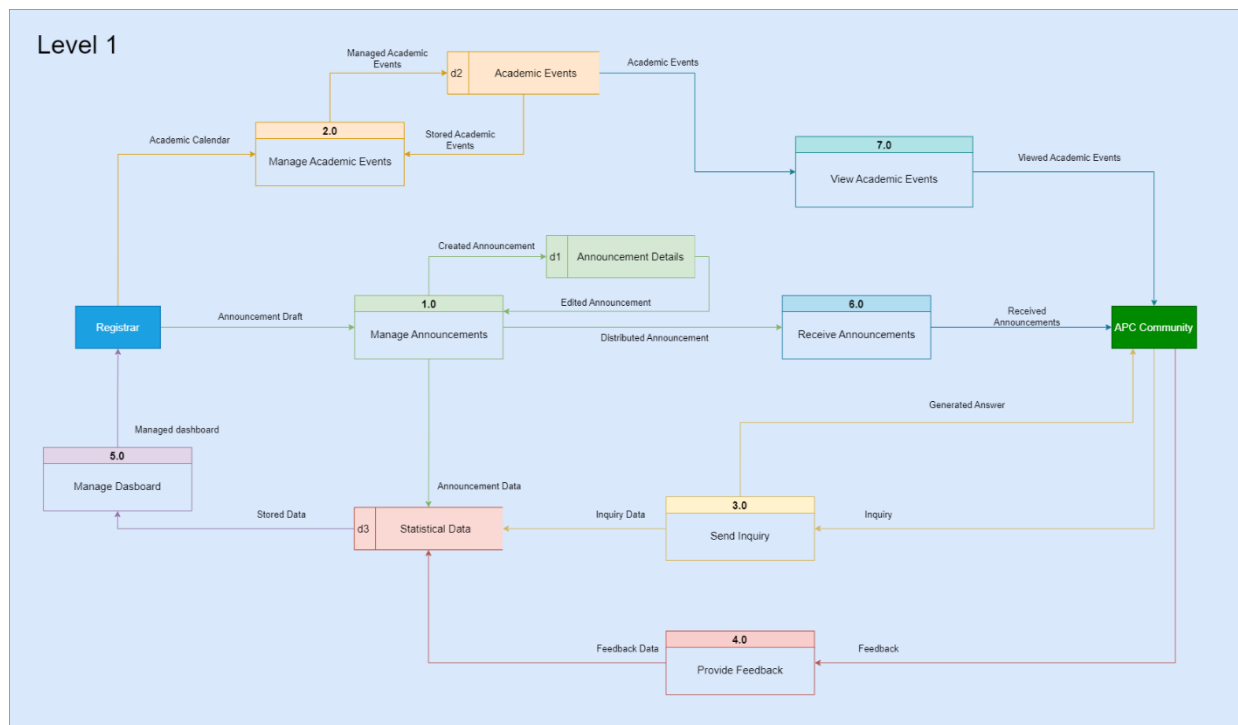 Level 1
Managed Academic
Events
d2
Academic Events
Academic Events
2.0
Manage Academic Events
Academic Calendar
Stored Academic
Events
7.0
View Academic Events
Viewed Academic Events
Created Announcement
d1
Announcement Details
Edited Announcement
Registrar
Announcement Draft
1.0
Manage Announcements
Distributed Announcement
6.0
Receive Announcements
Received
Announcements
APC Community
Generated Answer
Managed dashboard
5.0
Manage Dasboard
Announcement Data
Stored Data
d3
Statistical Data
Inquiry Data
3.0
Send Inquiry
Inquiry
Feedback Data
4.0
Provide Feedback
Feedback